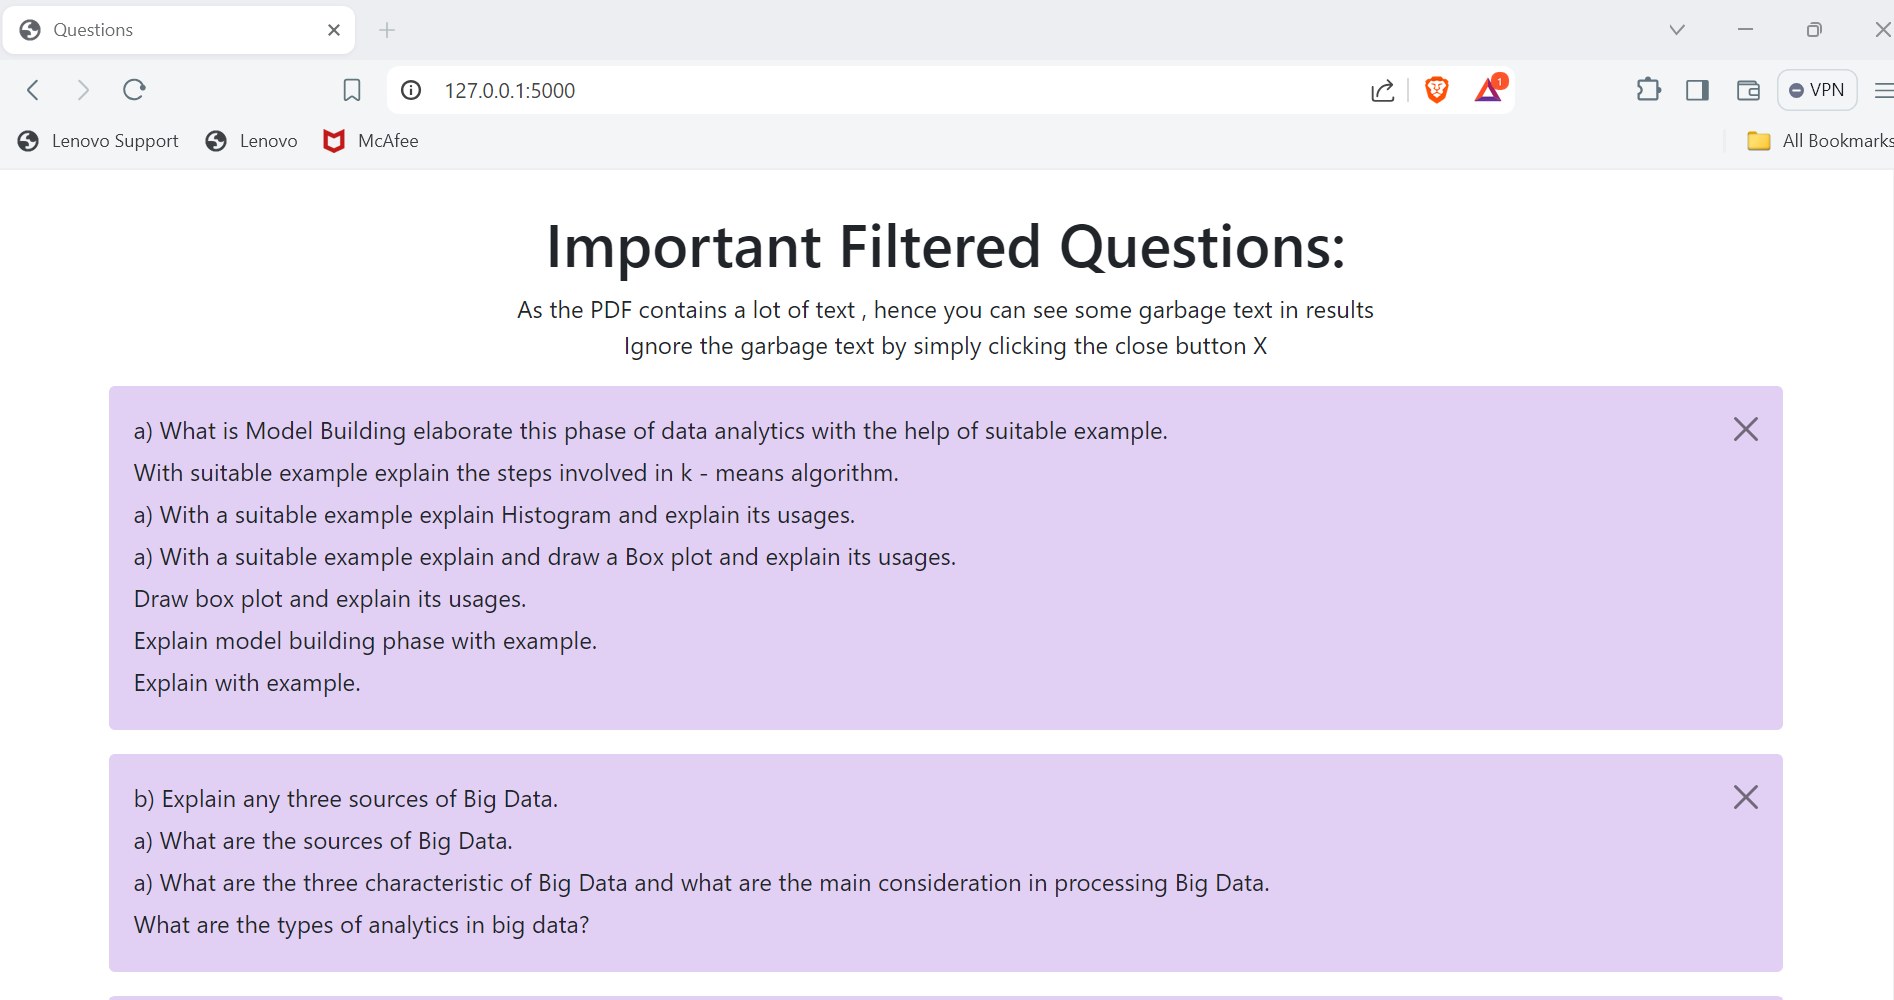 Questions
127.0.0.1:5000
1
VPN
Lenovo Support
Lenovo
McAfee
All Bookmarks
Important Filtered Questions:
As the PDF contains a lot of text , hence you can see some garbage text in results
Ignore the garbage text by simply clicking the close button X
a) What is Model Building elaborate this phase of data analytics with the help of suitable example.
With suitable example explain the steps involved in k - means algorithm.
a) With a suitable example explain Histogram and explain its usages.
a) With a suitable example explain and draw a Box plot and explain its usages.
Draw box plot and explain its usages.
Explain model building phase with example.
Explain with example.
b) Explain any three sources of Big Data.
a) What are the sources of Big Data.
a) What are the three characteristic of Big Data and what are the main consideration in processing Big Data.
What are the types of analytics in big data?